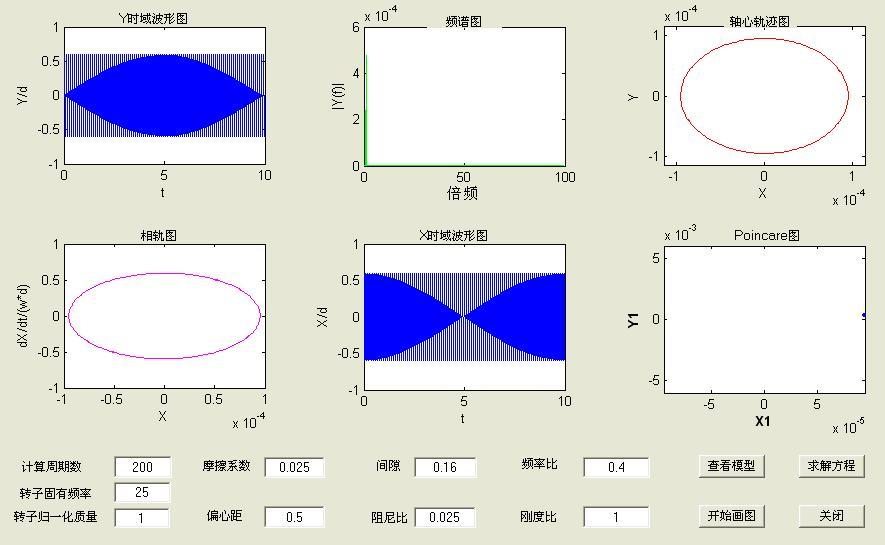 Y时域波形图
1
0.5
0
-0.5
-1
Y/d
0
5
10
t
x 10^-4
频谱图
6
4
2
0
|Y(f)|
0
50
100
倍频
x 10^-4
轴心轨迹图
1
0
-1
Y
-1
0
1
X
x 10^-4
相轨图
1
0.5
0
-0.5
-1
dX/dt/(w*d)
-1
-0.5
0
0.5
1
X
x 10^-4
X时域波形图
1
0.5
0
-0.5
-1
X/d
0
5
10
t
x 10^-3
Poincare图
5
0
-5
Y1
-5
0
5
X1
x 10^-5
计算周期数 200 摩擦系数 0.025 间隙 0.16 频率比 0.4 查看模型 求解方程
转子固有频率 25
转子归一化质量 1 偏心距 0.5 阻尼比 0.025 刚度比 1 开始画图 关闭